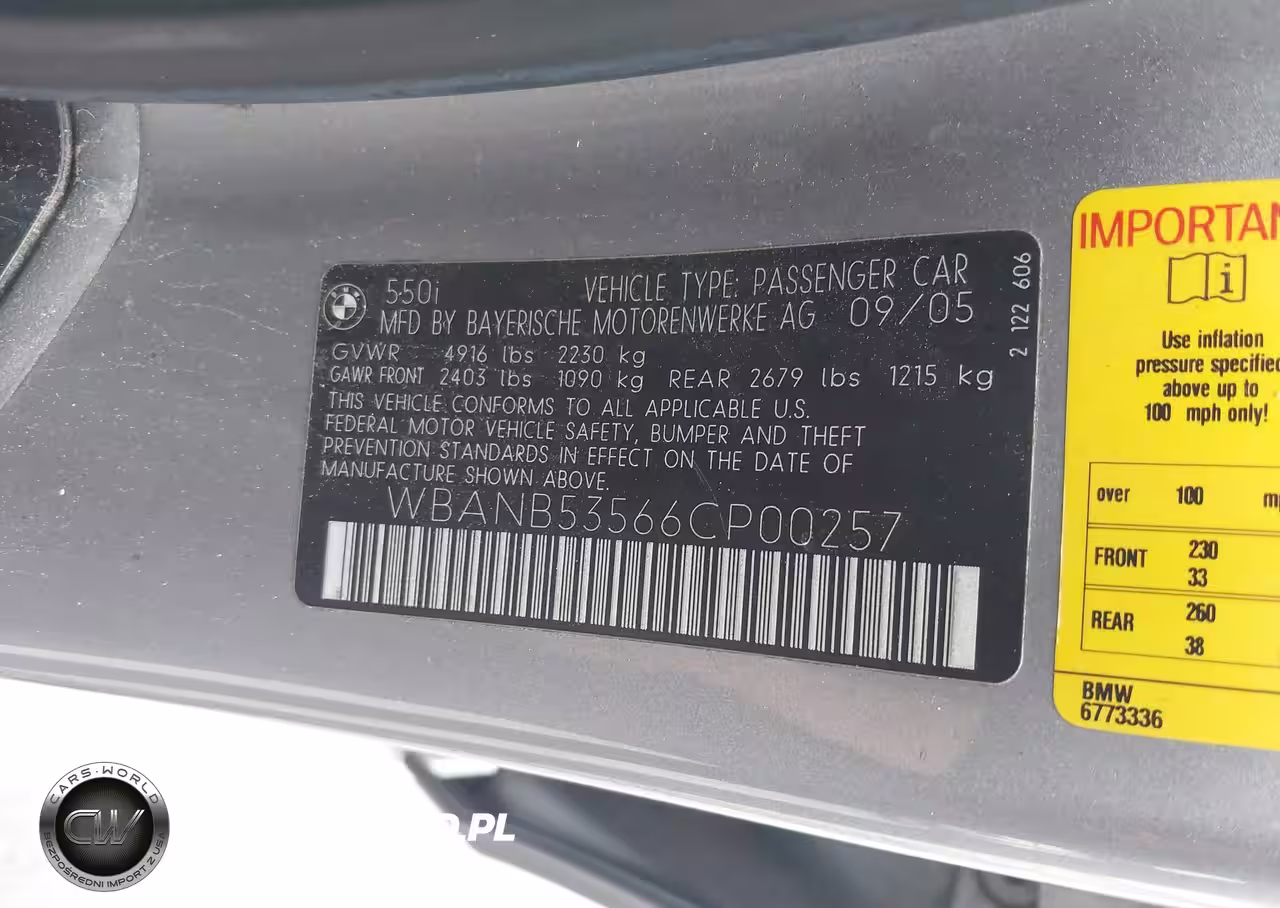 550i VEHICLE TYPE: PASSENGER CAR
MFD BY BAYERISCHE MOTORENWERKE AG 09/05
GVWR 4916 lbs 2230 kg
GAWR FRONT 2403 lbs 1090 kg REAR 2679 lbs 1215 kg
THIS VEHICLE CONFORMS TO ALL APPLICABLE U.S.
FEDERAL MOTOR VEHICLE SAFETY, BUMPER AND THEFT
PREVENTION STANDARDS IN EFFECT ON THE DATE OF
MANUFACTURE SHOWN ABOVE.
WBANB53566CP00257
2 122 606
IMPORTAN
Use inflation
pressure specified
above up to
100 mph only!
over 100 m
FRONT 230
33
REAR 260
38
BMW
6773336
CARS-WORLD
CW
BEZPOŚREDNI IMPORT Z USA
.PL